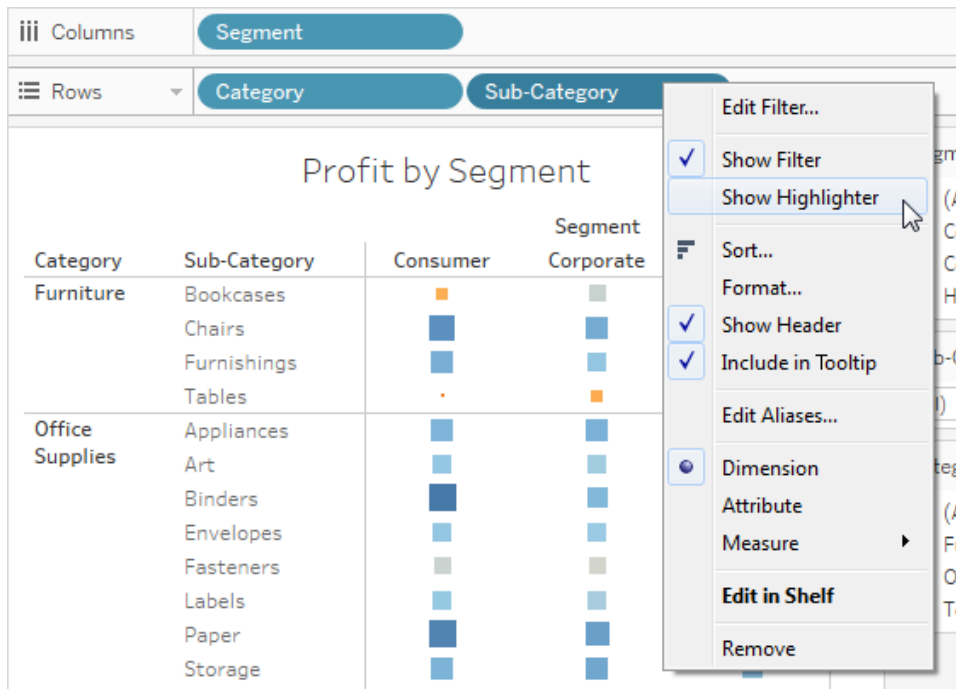 Columns Segment
Rows Category Sub-Category
Profit by Segment
Segment
Category Sub-Category Consumer Corporate
Furniture Bookcases
Chairs
Furnishings
Tables
Office Supplies Appliances
Art
Binders
Envelopes
Fasteners
Labels
Paper
Storage
Edit Filter...
Show Filter
Show Highlighter
Sort...
Format...
Show Header
Include in Tooltip
Edit Aliases...
Dimension
Attribute
Measure
Edit in Shelf
Remove